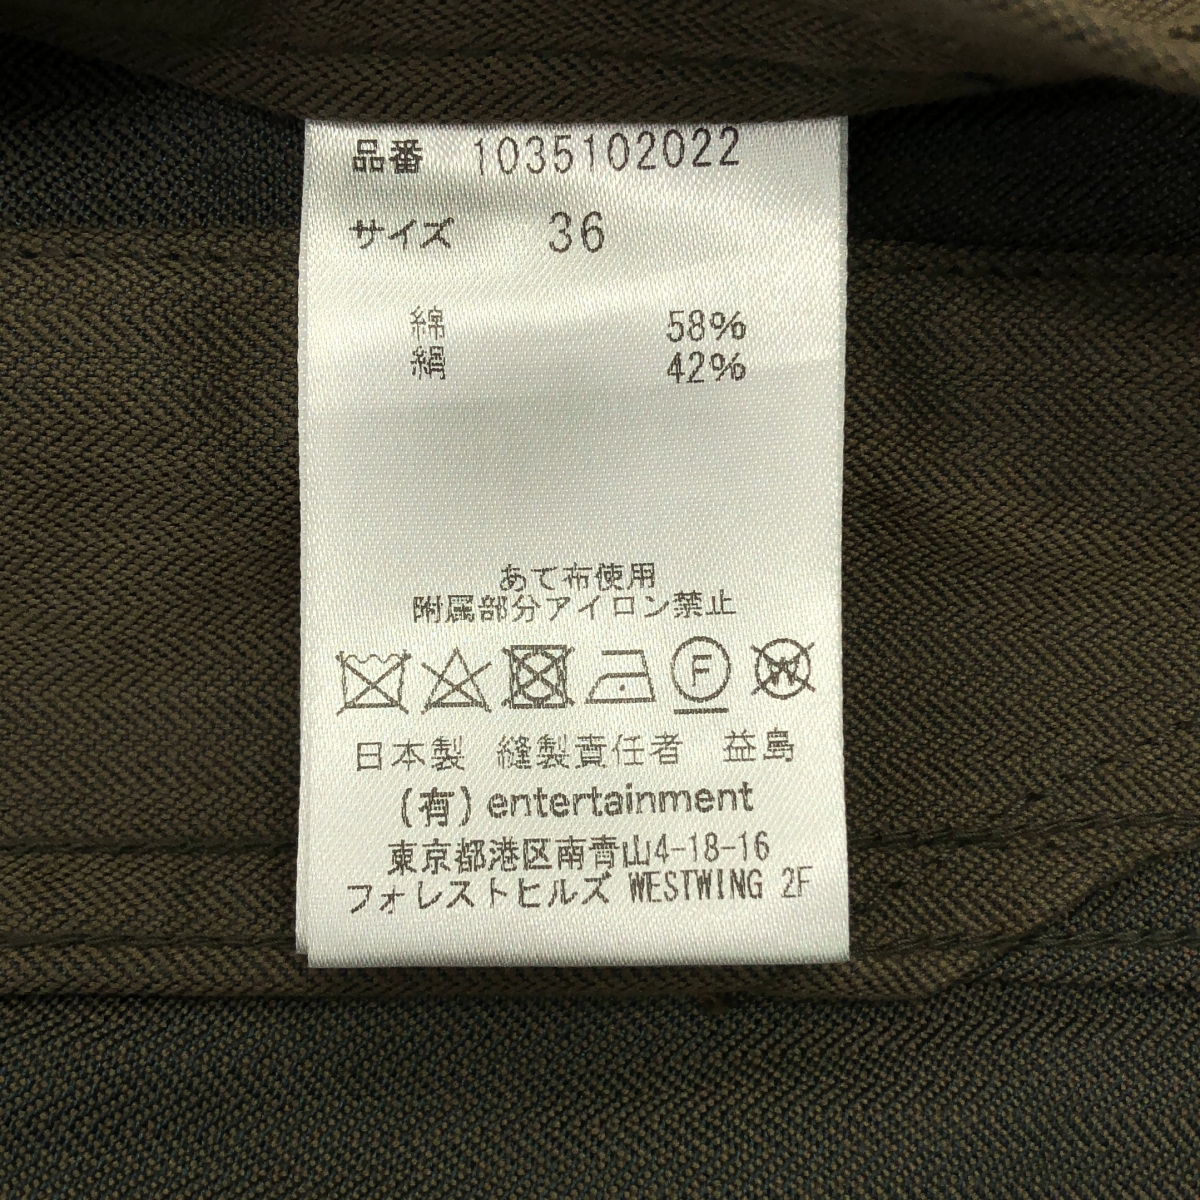 品番 1035102022
サイズ 36
綿 58%
絹 42%
あて布使用
附属部分アイロン禁止
F W
日本製 縫製責任者 益島
(有) entertainment
東京都港区南青山4-18-16
フォレストヒルズ WESTWING 2F